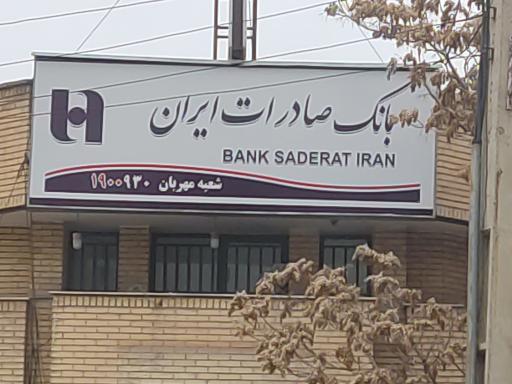 بانک صادرات ایران
BANK SADERAT IRAN
شعبه مهربان ۱۹۰۰۹۳۰